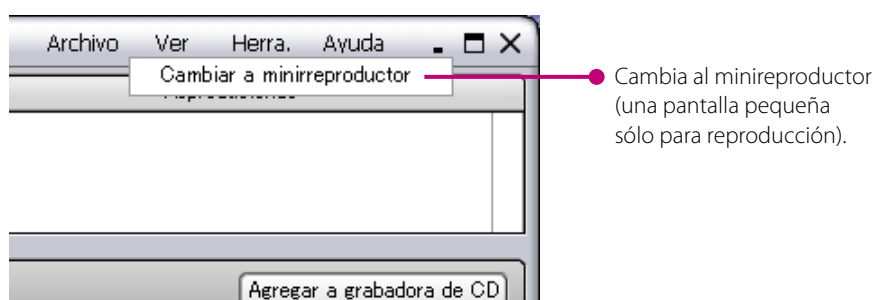 Archivo Ver Herra. Ayuda
Cambiar a minirreproductor
Agregar a grabadora de CD
Cambia al minireproductor
(una pantalla pequeña
sólo para reproducción).